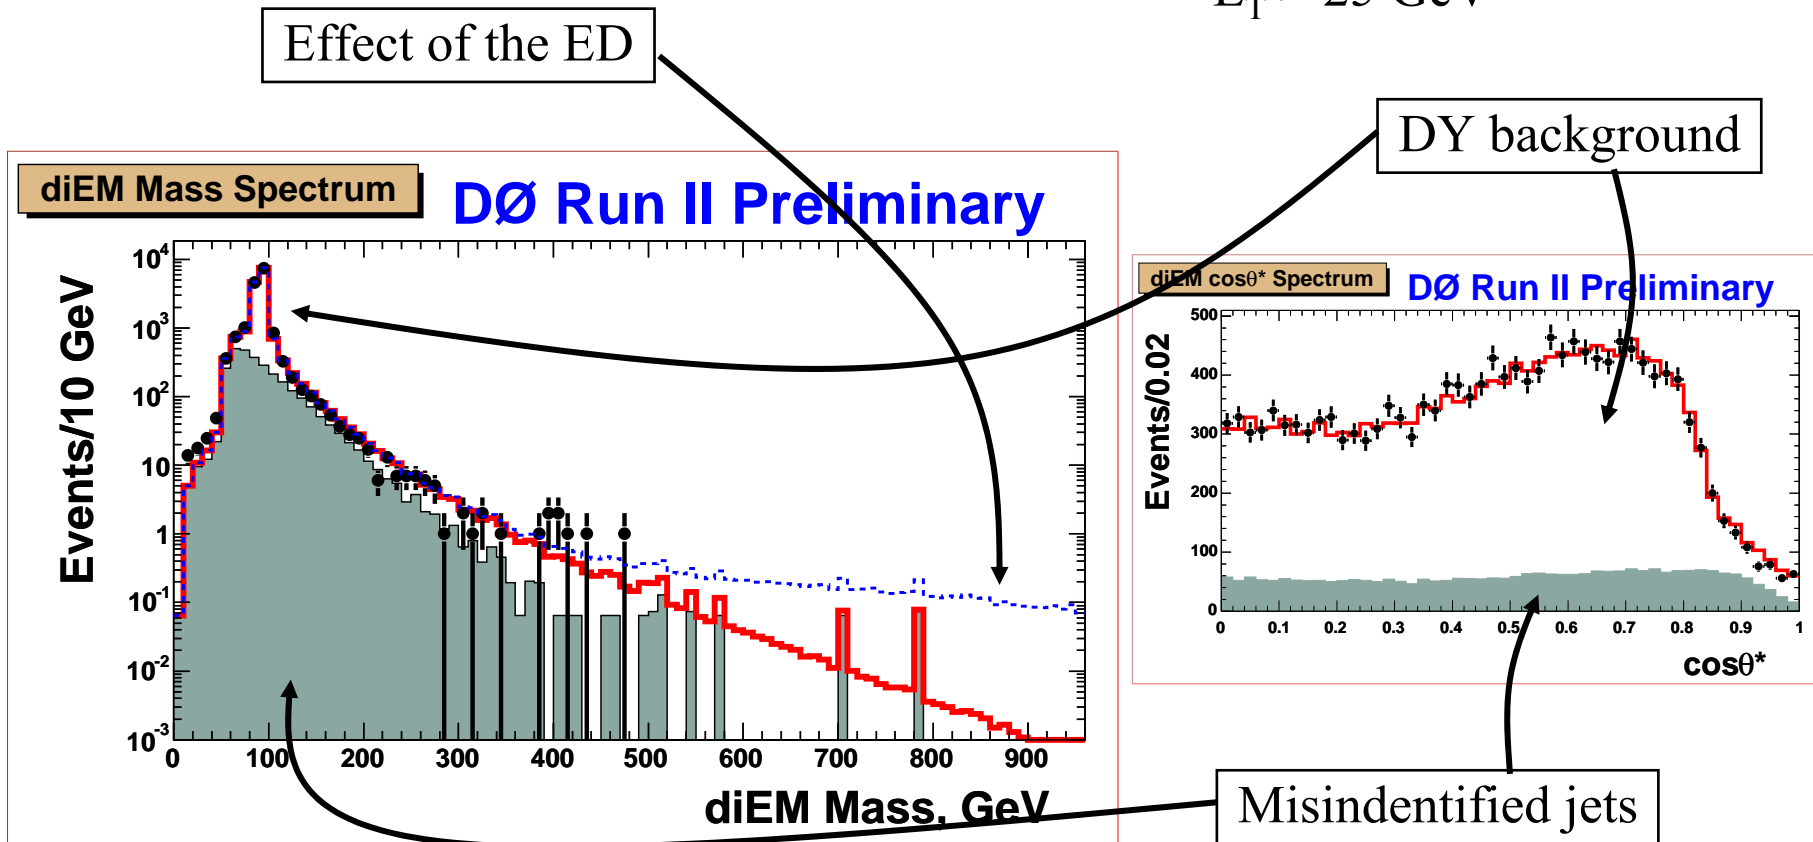 Effect of the ED
DY background
diEM Mass Spectrum
DØ Run II Preliminary
Events/10 GeV
10^4
10^3
10^2
10
1
10^-1
10^-2
10^-3
0 100 200 300 400 500 600 700 800 900
diEM Mass, GeV
diEM cosθ* Spectrum
DØ Run II Preliminary
Events/0.02
500
400
300
200
100
0
0 0.1 0.2 0.3 0.4 0.5 0.6 0.7 0.8 0.9 1
cosθ*
Misindentified jets